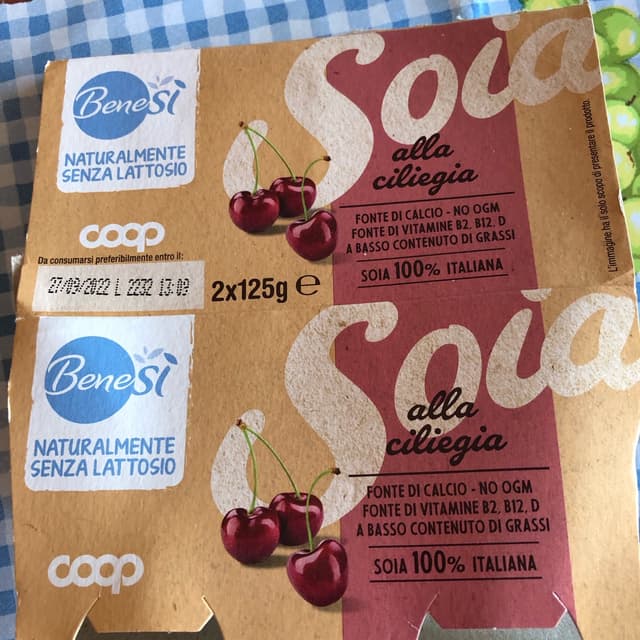 BeneSÌ
NATURALMENTE
SENZA LATTOSIO
coop
Da consumarsi preferibilmente entro il:
27/09/2022 L 2232 13:09
2x125g ℮
Soia
alla
ciliegia
FONTE DI CALCIO - NO OGM
FONTE DI VITAMINE B2, B12, D
A BASSO CONTENUTO DI GRASSI
SOIA 100% ITALIANA
L'immagine ha il solo scopo di presentare il prodotto.
BeneSÌ
NATURALMENTE
SENZA LATTOSIO
coop
Soia
alla
ciliegia
FONTE DI CALCIO - NO OGM
FONTE DI VITAMINE B2, B12, D
A BASSO CONTENUTO DI GRASSI
SOIA 100% ITALIANA